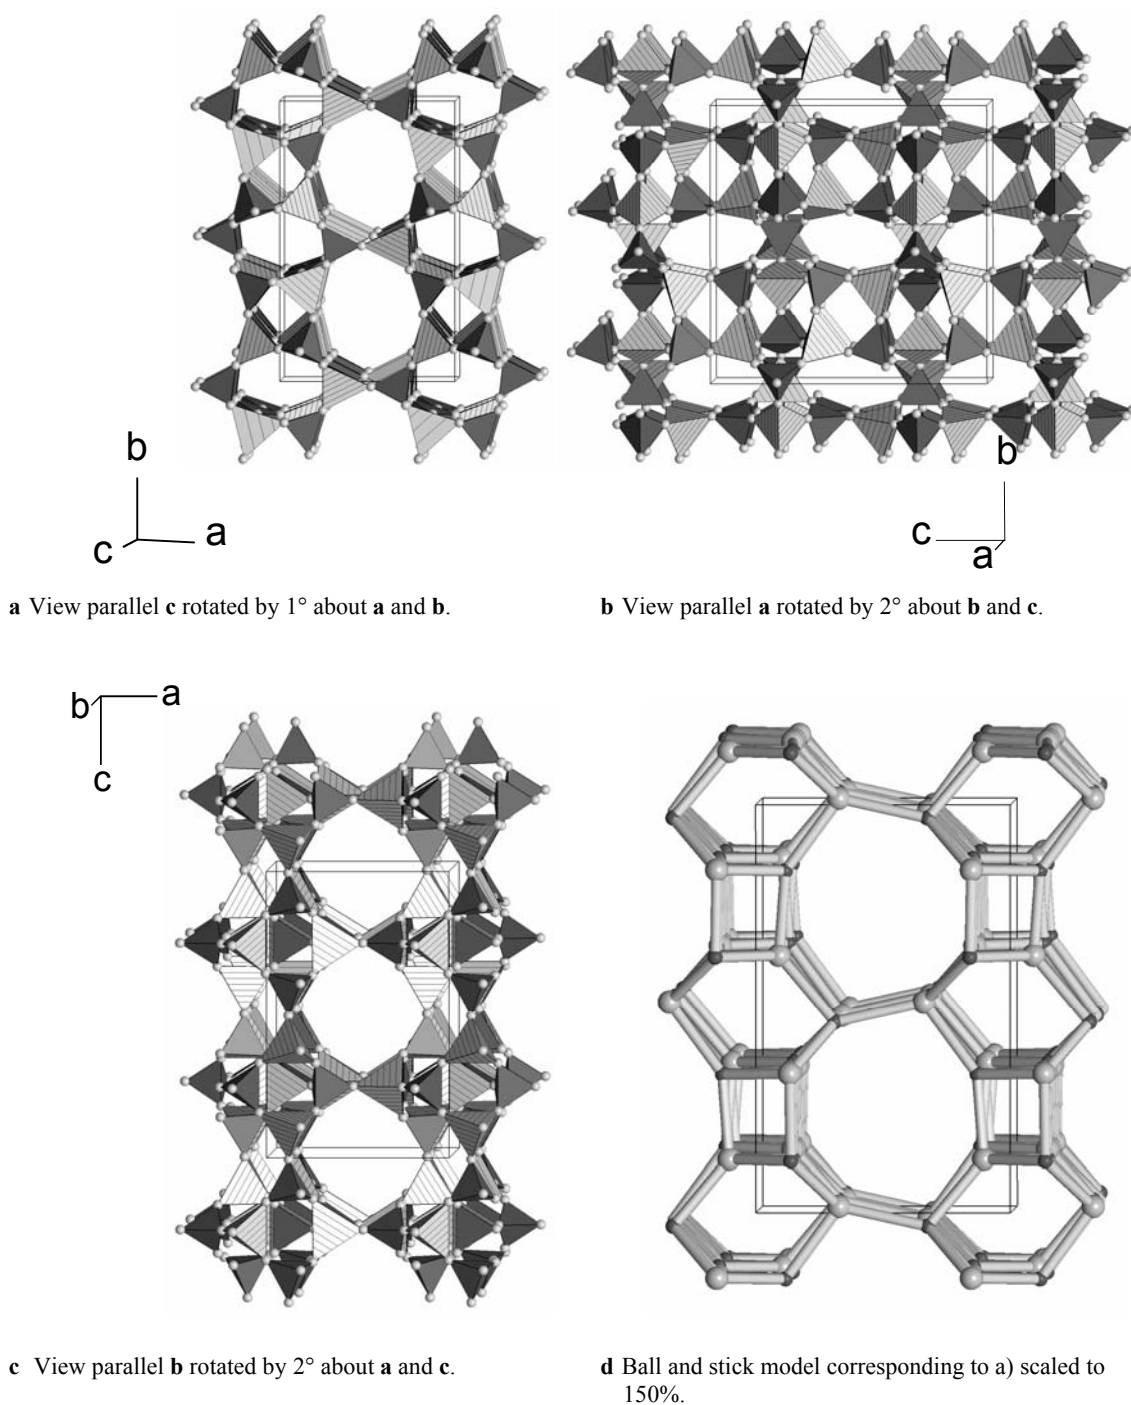 b
a
c
b
c
a
a View parallel c rotated by 1° about a and b.
b View parallel a rotated by 2° about b and c.
b
a
c
c View parallel b rotated by 2° about a and c.
d Ball and stick model corresponding to a) scaled to
150%.